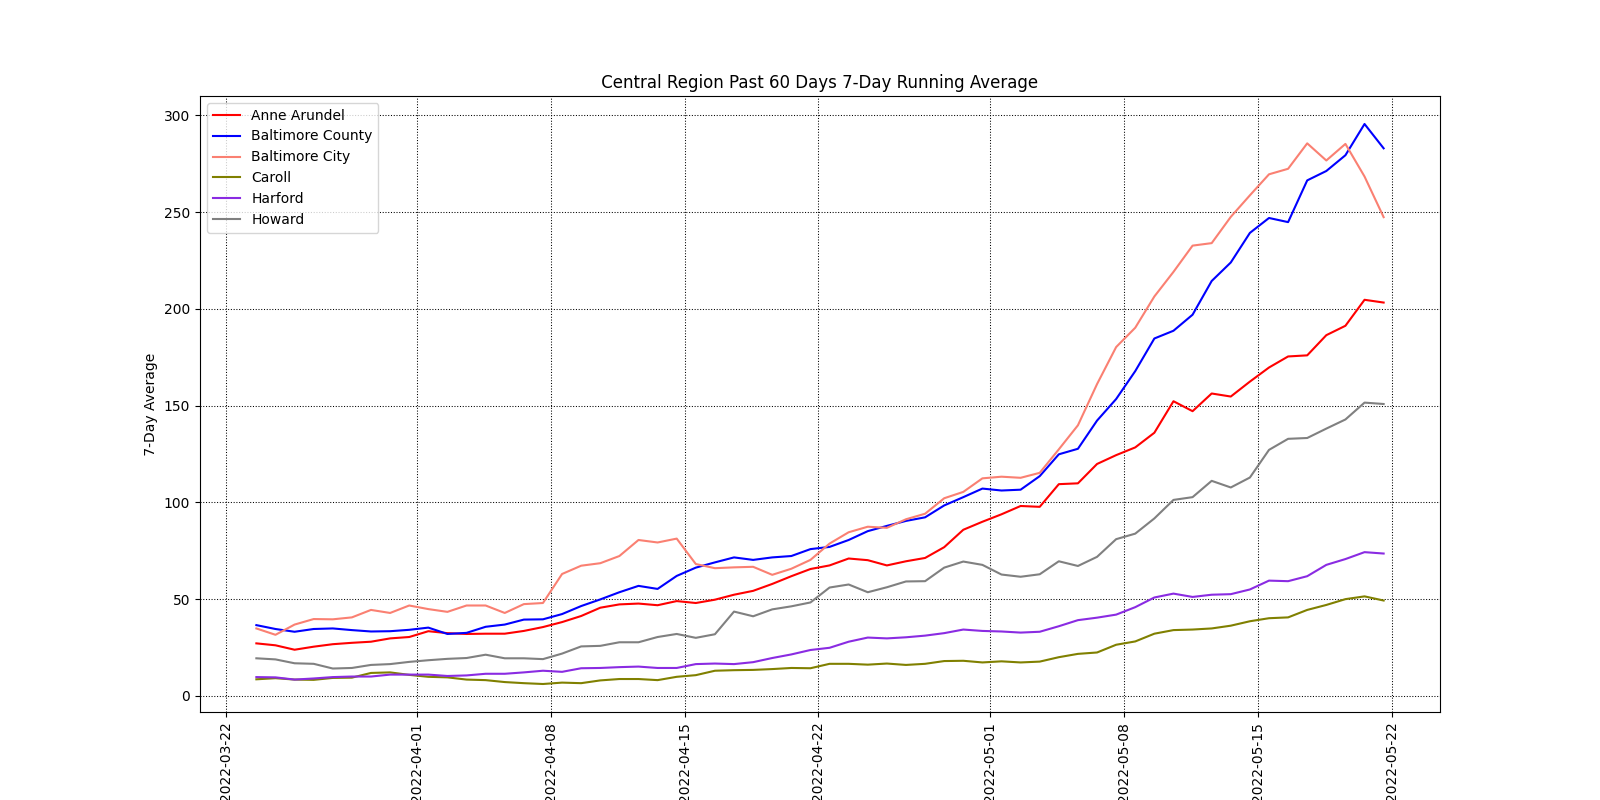 Central Region Past 60 Days 7-Day Running Average
Anne Arundel
Baltimore County
Baltimore City
Caroll
Harford
Howard
7-Day Average
300
250
200
150
100
50
0
2022-03-22
2022-04-01
2022-04-08
2022-04-15
2022-04-22
2022-05-01
2022-05-08
2022-05-15
2022-05-22